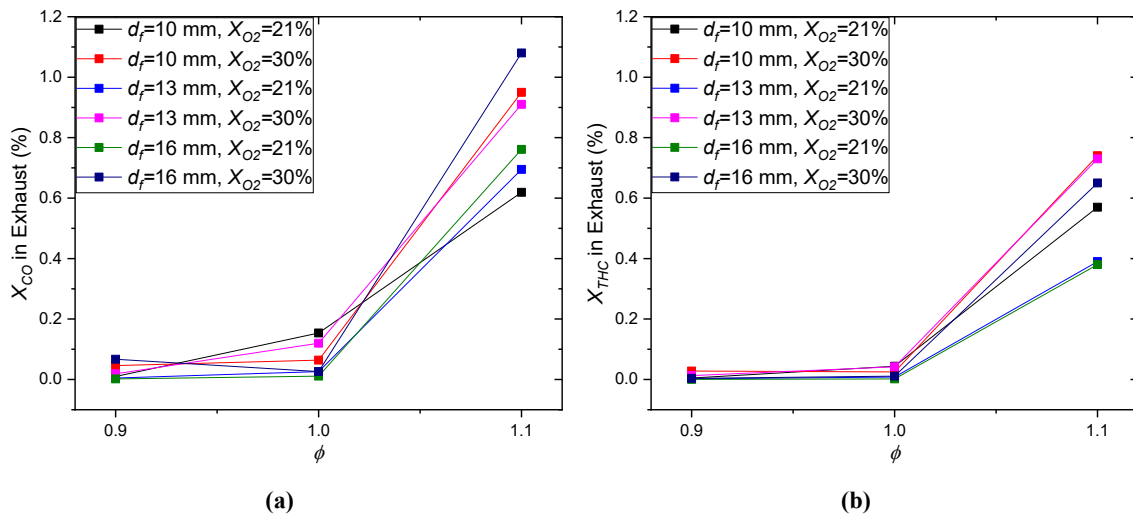 1.2
1.0
0.8
0.6
0.4
0.2
0.0
X_CO in Exhaust (%)
d_f=10 mm, X_O2=21%
d_f=10 mm, X_O2=30%
d_f=13 mm, X_O2=21%
d_f=13 mm, X_O2=30%
d_f=16 mm, X_O2=21%
d_f=16 mm, X_O2=30%
0.9
1.0
1.1
ϕ
(a)
1.2
1.0
0.8
0.6
0.4
0.2
0.0
X_THC in Exhaust (%)
d_f=10 mm, X_O2=21%
d_f=10 mm, X_O2=30%
d_f=13 mm, X_O2=21%
d_f=13 mm, X_O2=30%
d_f=16 mm, X_O2=21%
d_f=16 mm, X_O2=30%
0.9
1.0
1.1
ϕ
(b)